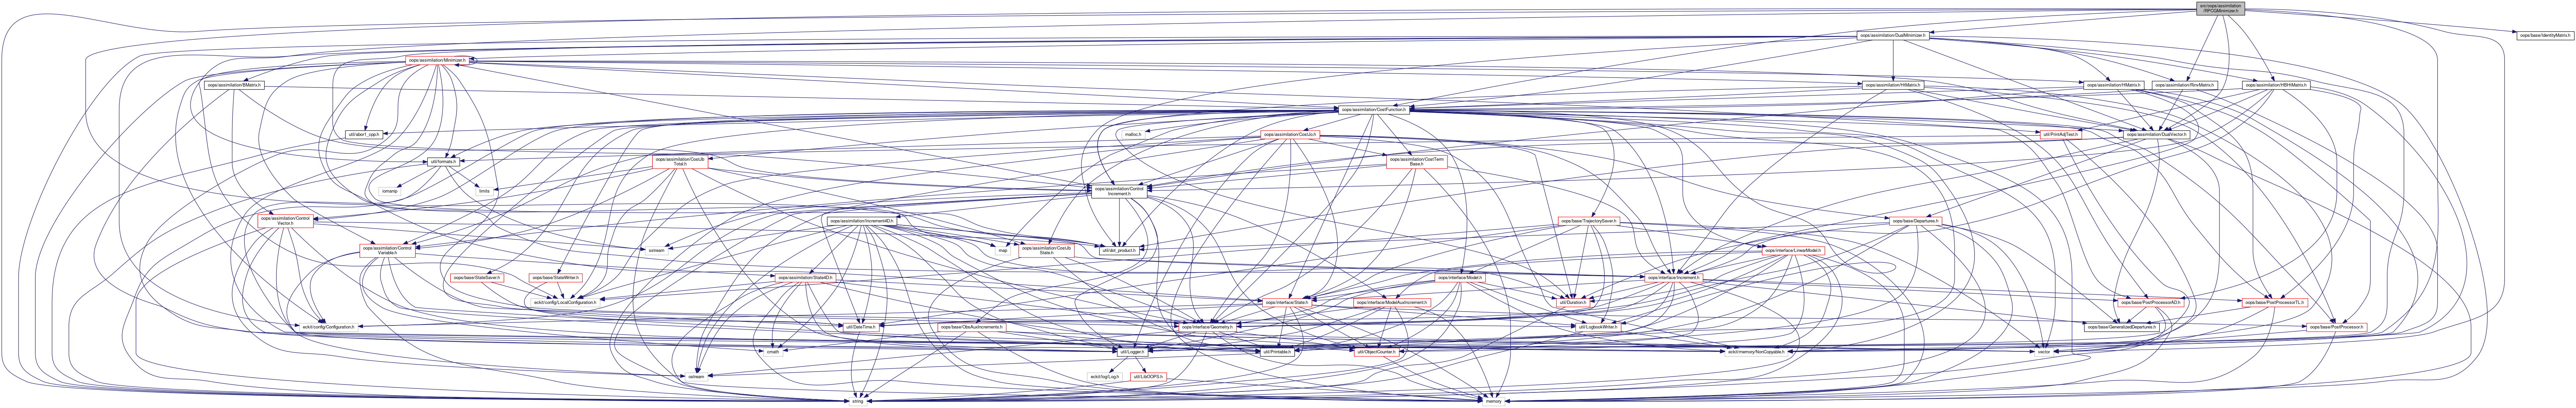 src/oops/assimilation
/RPCGMinimizer.h
oops/assimilation/DualMinimizer.h
oops/base/IdentityMatrix.h
oops/assimilation/Minimizer.h
oops/assimilation/BMatrix.h
oops/assimilation/HtMatrix.h
oops/assimilation/HMatrix.h
oops/assimilation/RinvMatrix.h
oops/assimilation/HBHtMatrix.h
oops/assimilation/CostFunction.h
util/abor1_cpp.h
malloc.h
oops/assimilation/CostJo.h
util/PrintAdjTest.h
oops/assimilation/DualVector.h
util/formats.h
oops/assimilation/CostJb
Total.h
oops/assimilation/CostTerm
Base.h
iomanip
limits
oops/assimilation/Control
Increment.h
oops/assimilation/Control
Vector.h
oops/assimilation/Increment4D.h
oops/base/TrajectorySaver.h
oops/base/Departures.h
oops/assimilation/Control
Variable.h
sstream
oops/assimilation/CostJb
State.h
map
util/dot_product.h
oops/interface/LinearModel.h
oops/base/StateSaver.h
oops/base/StateWriter.h
oops/assimilation/State4D.h
oops/interface/Model.h
oops/interface/Increment.h
eckit/config/LocalConfiguration.h
oops/interface/State.h
oops/interface/ModelAuxIncrement.h
util/Duration.h
oops/base/PostProcessorAD.h
oops/base/PostProcessorTL.h
eckit/config/Configuration.h
util/DateTime.h
oops/base/ObsAuxIncrements.h
oops/interface/Geometry.h
util/LogbookWriter.h
oops/base/GeneralizedDepartures.h
oops/base/PostProcessor.h
cmath
util/Logger.h
util/Printable.h
util/ObjectCounter.h
eckit/memory/NonCopyable.h
vector
ostream
eckit/log/Log.h
util/LibOOPS.h
string
memory